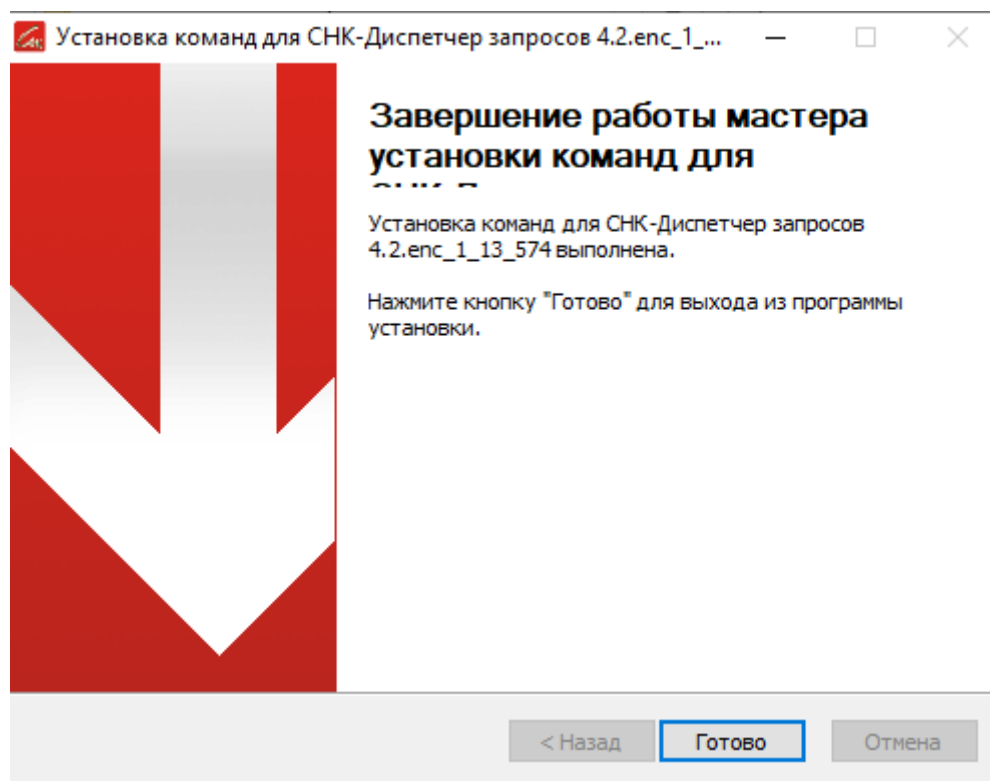 Установка команд для СНК-Диспетчер запросов 4.2.enc_1_...
Завершение работы мастера
установки команд для
Установка команд для СНК-Диспетчер запросов
4.2.enc_1_13_574 выполнена.
Нажмите кнопку "Готово" для выхода из программы
установки.
< Назад
Готово
Отмена